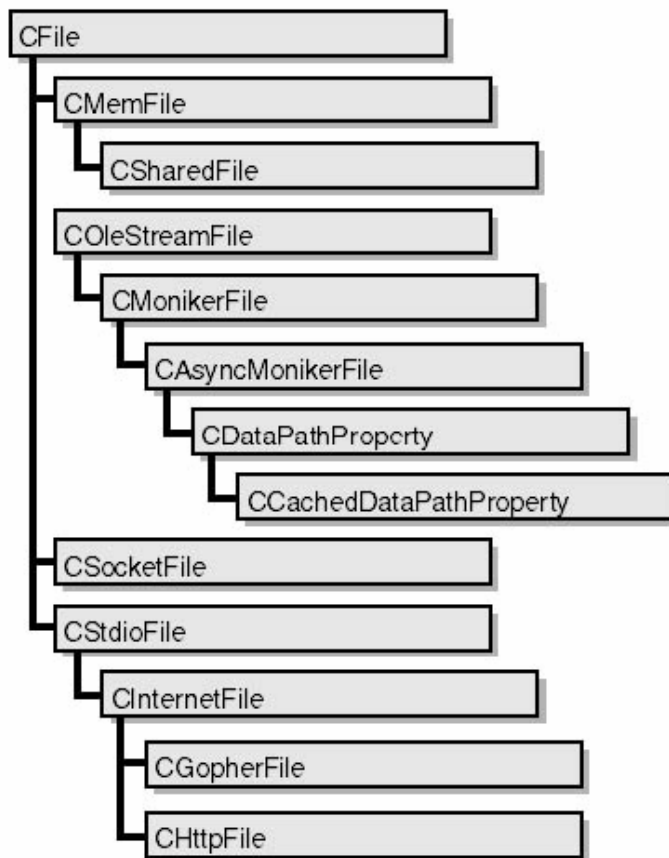 CFile
CMemFile
CSharedFile
COleStreamFile
CMonikerFile
CAsyncMonikerFile
CDataPathProperty
CCachedDataPathProperty
CSocketFile
CStdioFile
CInternetFile
CGopherFile
CHttpFile